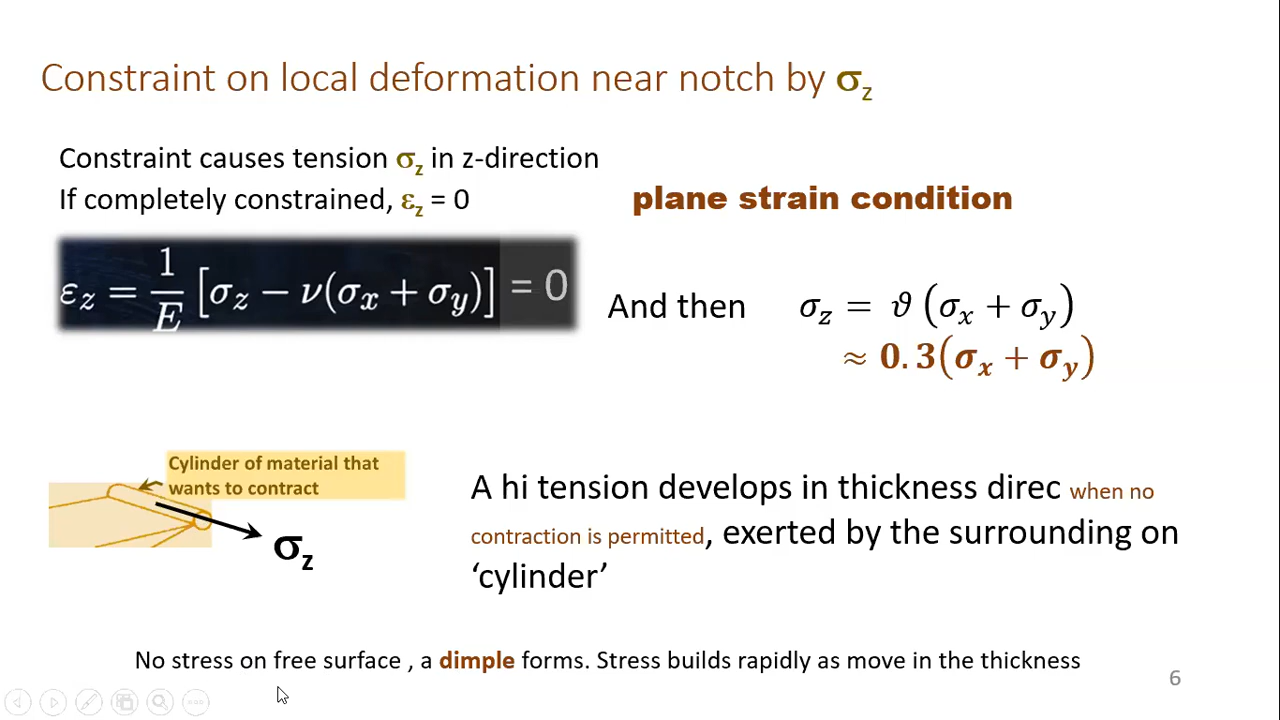 Constraint on local deformation near notch by σz
Constraint causes tension σz in z-direction
If completely constrained, εz = 0
plane strain condition
εz = 1/E [σz − ν(σx + σy)] = 0
And then
σz = ϑ (σx + σy)
≈ 0.3(σx + σy)
Cylinder of material that
wants to contract
σz
A hi tension develops in thickness direc when no
contraction is permitted, exerted by the surrounding on
‘cylinder’
No stress on free surface , a dimple forms. Stress builds rapidly as move in the thickness
6